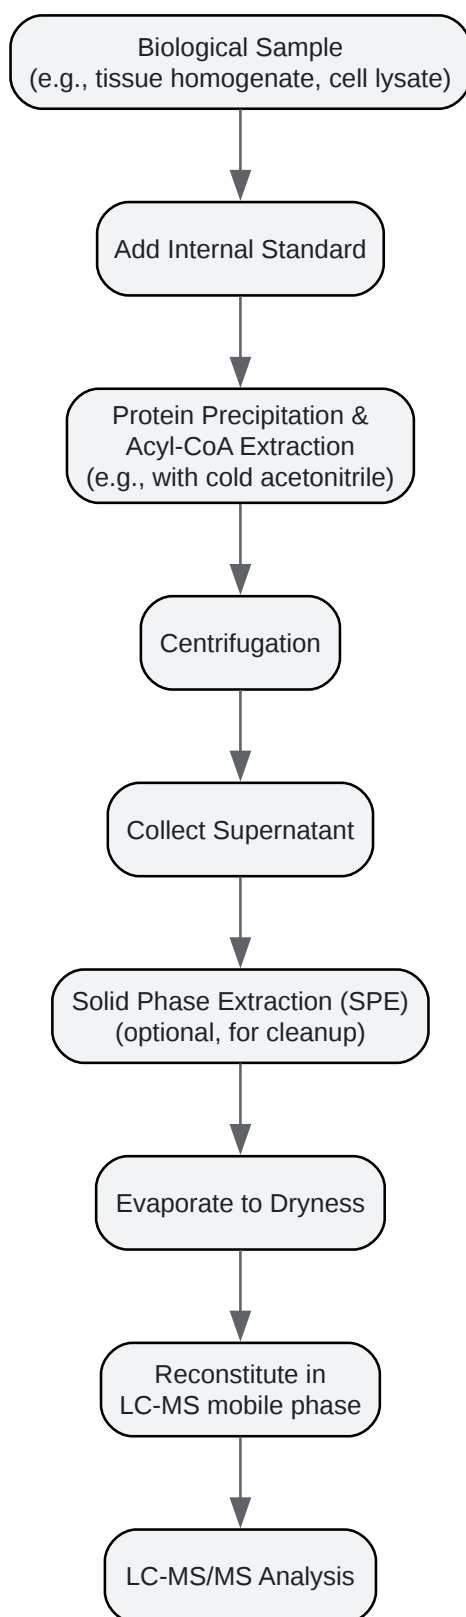 Biological Sample
(e.g., tissue homogenate, cell lysate)
Add Internal Standard
Protein Precipitation &
Acyl-CoA Extraction
(e.g., with cold acetonitrile)
Centrifugation
Collect Supernatant
Solid Phase Extraction (SPE)
(optional, for cleanup)
Evaporate to Dryness
Reconstitute in
LC-MS mobile phase
LC-MS/MS Analysis